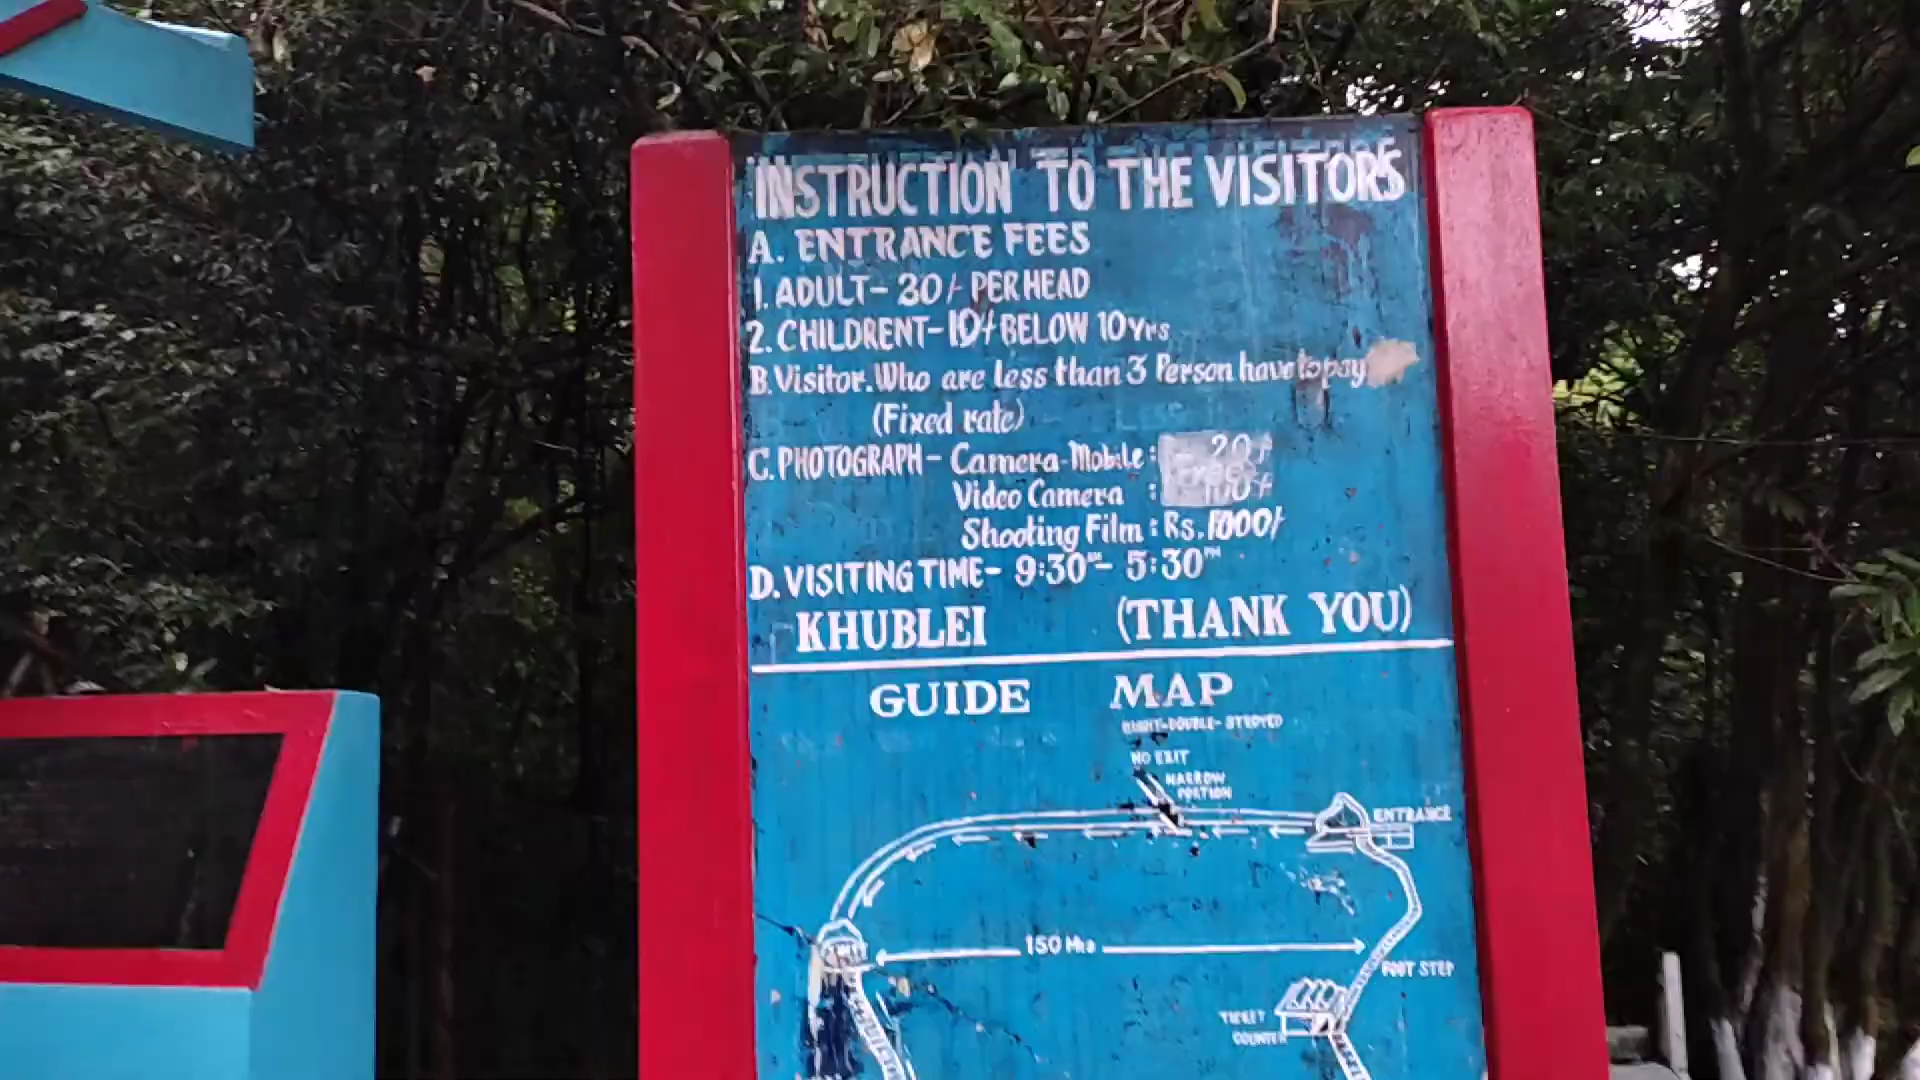 INSTRUCTION TO THE VISITORS
A. ENTRANCE FEES
1. ADULT- 30/- PER HEAD
2. CHILDRENT- 10/- BELOW 10 Yrs
B. Visitor. Who are less than 3 Person have to pay
(Fixed rate)
C. PHOTOGRAPH- Camera-Mobile: 20/-
Video Camera :
Shooting Film: Rs. 1000/-
D. VISITING TIME- 9:30AM- 5:30PM
KHUBLEI (THANK YOU)
GUIDE MAP
NO EXIT
NARROW
PORTION
ENTRANCE
150 Mts
FOOT STEP
TICKET
COUNTER